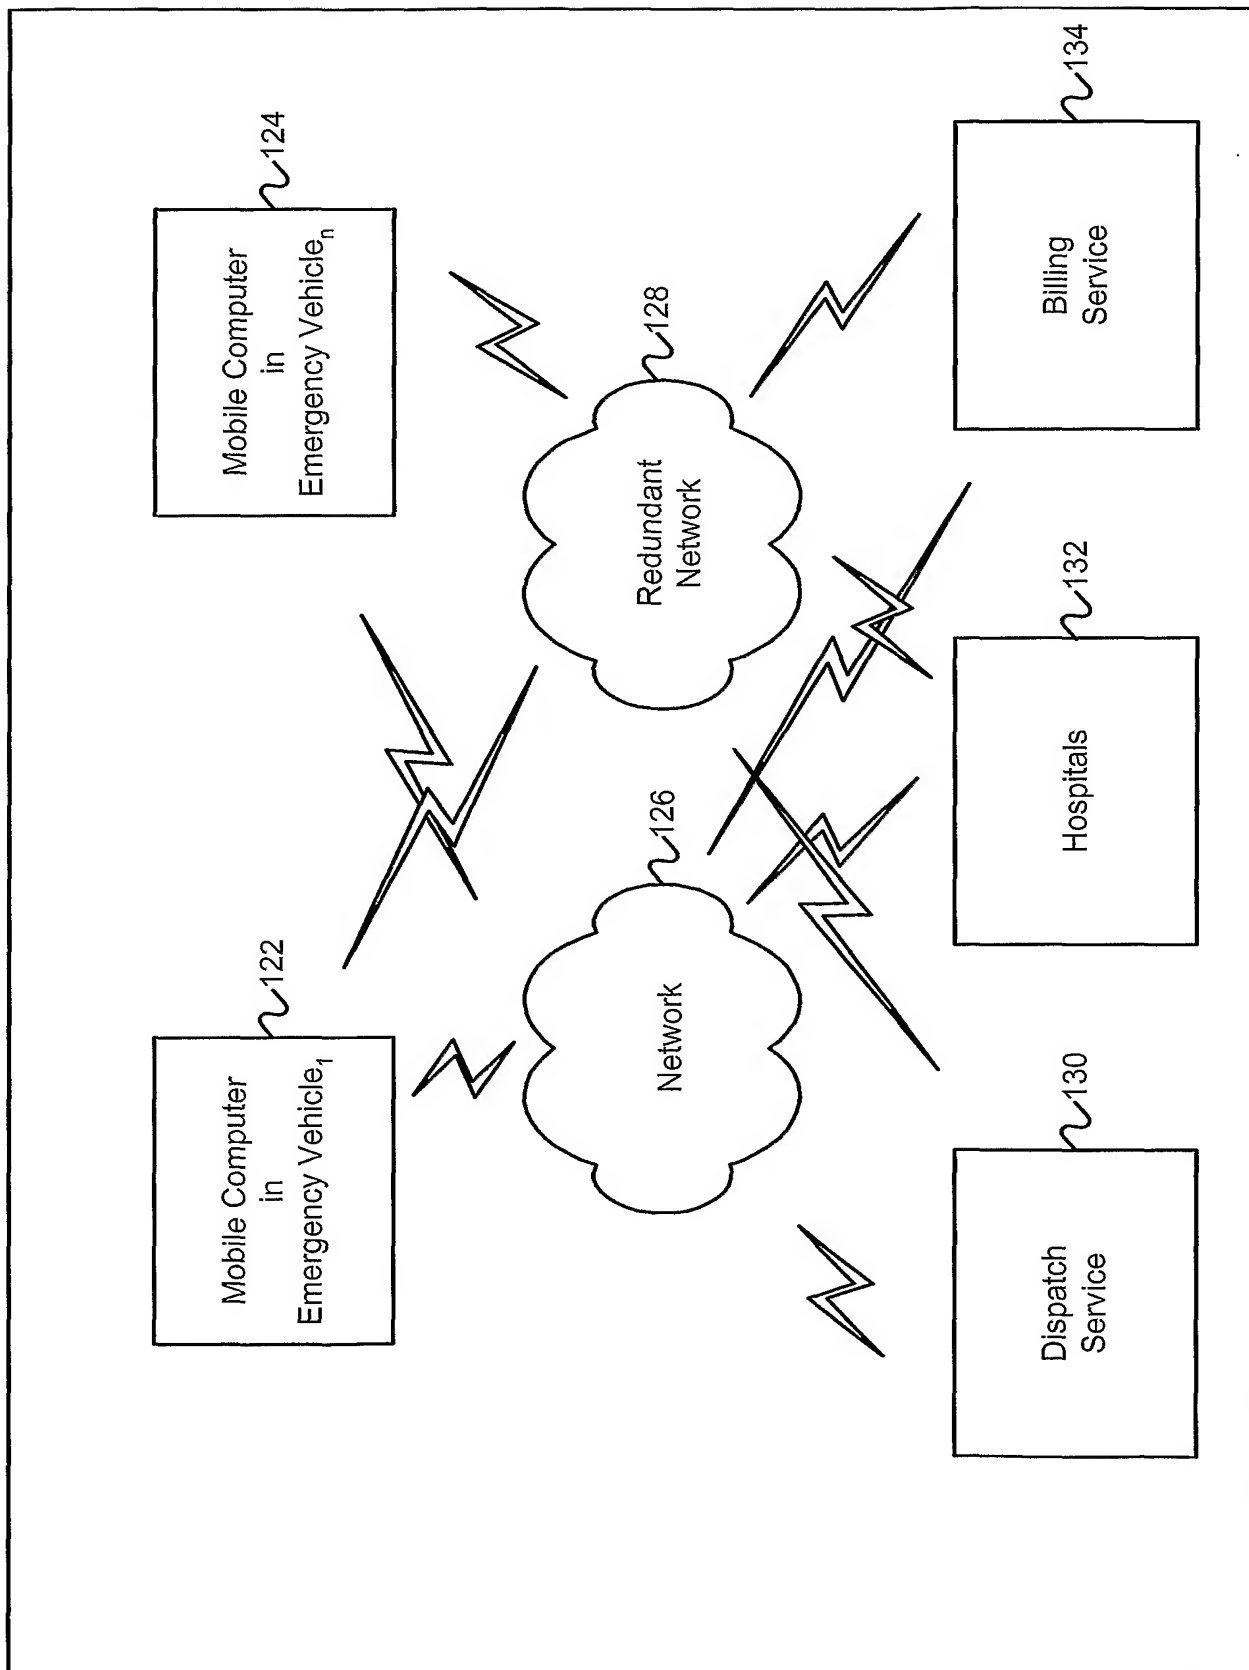 122
Mobile Computer
in
Emergency Vehicle1
124
Mobile Computer
in
Emergency Vehiclen
126
Network
128
Redundant
Network
130
Dispatch
Service
132
Hospitals
134
Billing
Service